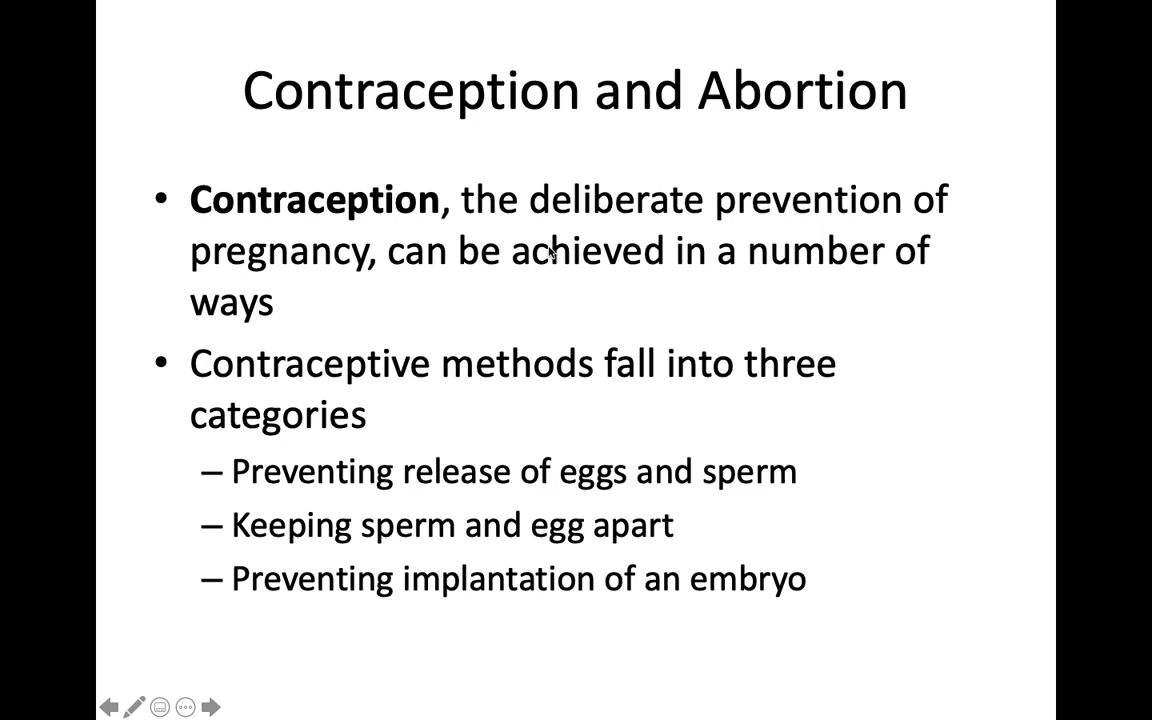 Contraception and Abortion
• Contraception, the deliberate prevention of
pregnancy, can be achieved in a number of
ways
• Contraceptive methods fall into three
categories
– Preventing release of eggs and sperm
– Keeping sperm and egg apart
– Preventing implantation of an embryo